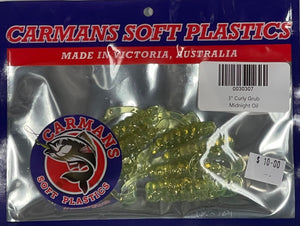 CARMANS SOFT PLASTICS
MADE IN VICTORIA, AUSTRALIA
0030307
3" Curly Grub
Midnight Oil
CARMANS
SOFT PLASTICS
$ 10.00